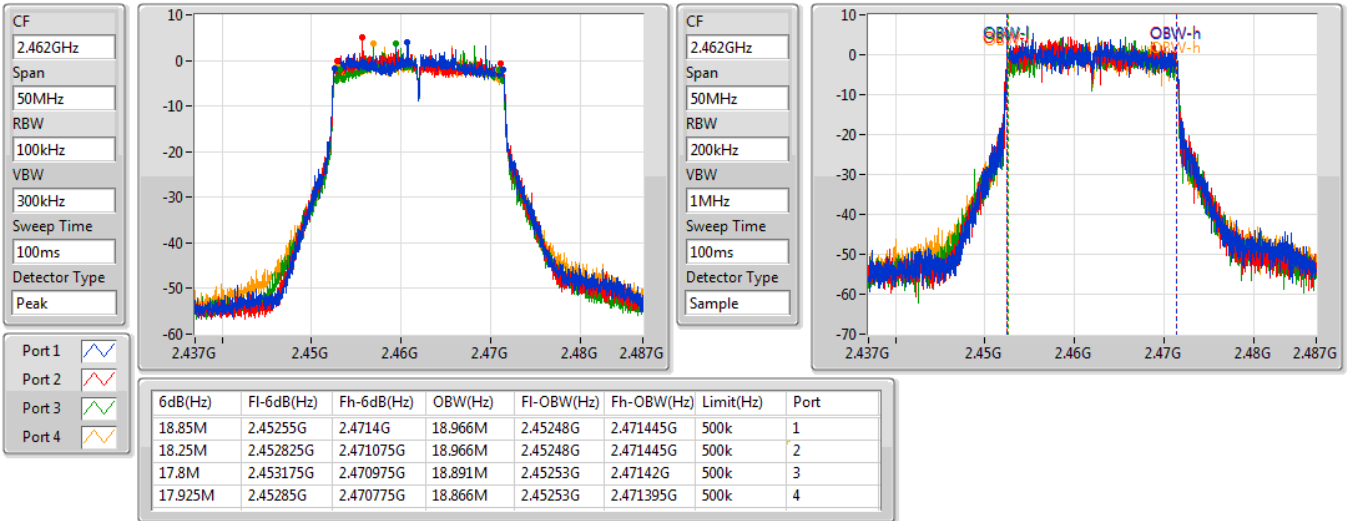 CF
2.462GHz
Span
50MHz
RBW
100kHz
VBW
300kHz
Sweep Time
100ms
Detector Type
Peak
10
0
-10
-20
-30
-40
-50
-60
2.437G 2.45G 2.46G 2.47G 2.48G 2.487G
CF
2.462GHz
Span
50MHz
RBW
200kHz
VBW
1MHz
Sweep Time
100ms
Detector Type
Sample
10
0
-10
-20
-30
-40
-50
-60
-70
OBW-l OBW-h
OBW-h
2.437G 2.45G 2.46G 2.47G 2.48G 2.487G
Port 1
Port 2
Port 3
Port 4
6dB(Hz) Fl-6dB(Hz) Fh-6dB(Hz) OBW(Hz) Fl-OBW(Hz) Fh-OBW(Hz) Limit(Hz) Port
18.85M 2.45255G 2.4714G 18.966M 2.45248G 2.471445G 500k 1
18.25M 2.452825G 2.471075G 18.966M 2.45248G 2.471445G 500k 2
17.8M 2.453175G 2.470975G 18.891M 2.45253G 2.47142G 500k 3
17.925M 2.45285G 2.470775G 18.866M 2.45253G 2.471395G 500k 4